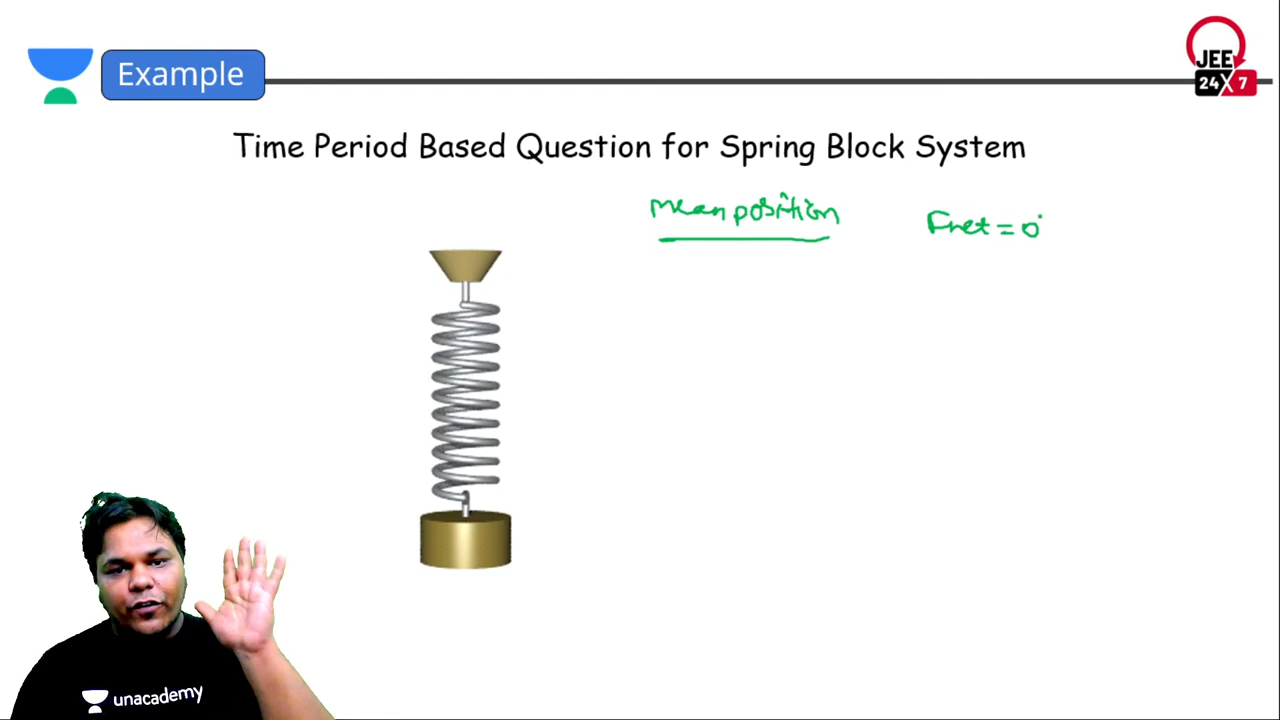 Example
JEE
24X7
Time Period Based Question for Spring Block System
Mean position
Fnet = 0
unacademy